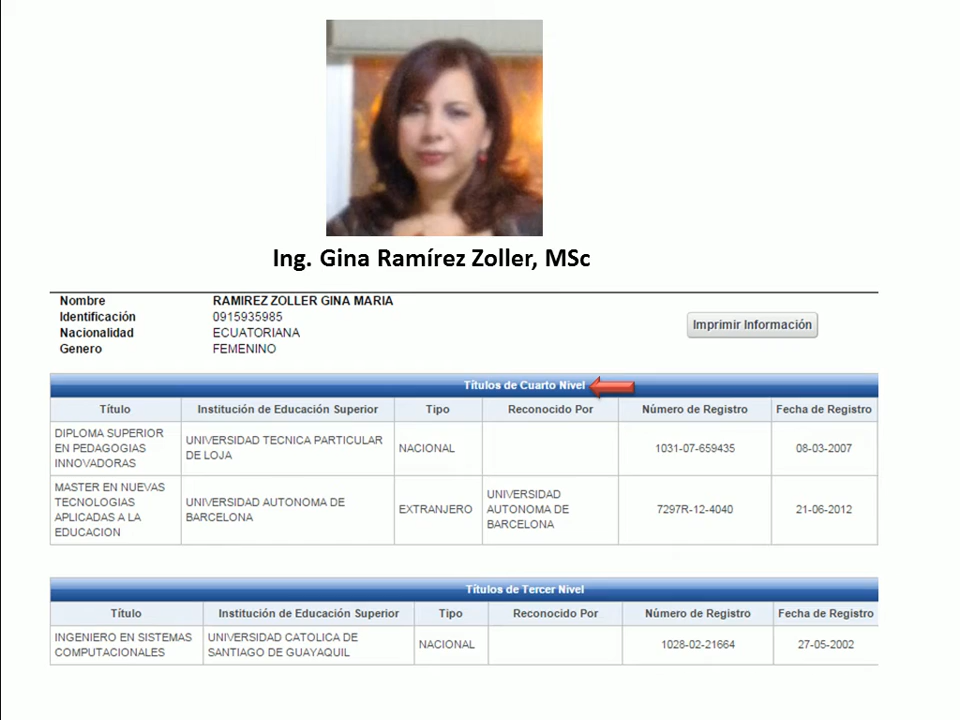 Ing. Gina Ramírez Zoller, MSc
Nombre RAMIREZ ZOLLER GINA MARIA
Identificación 0915935985
Nacionalidad ECUATORIANA
Genero FEMENINO
Imprimir Información
Títulos de Cuarto Nivel
Título Institución de Educación Superior Tipo Reconocido Por Número de Registro Fecha de Registro
DIPLOMA SUPERIOR
EN PEDAGOGIAS
INNOVADORAS
UNIVERSIDAD TECNICA PARTICULAR
DE LOJA
NACIONAL
1031-07-659435
08-03-2007
MASTER EN NUEVAS
TECNOLOGIAS
APLICADAS A LA
EDUCACION
UNIVERSIDAD AUTONOMA DE
BARCELONA
EXTRANJERO
UNIVERSIDAD
AUTONOMA DE
BARCELONA
7297R-12-4040
21-06-2012
Títulos de Tercer Nivel
Título Institución de Educación Superior Tipo Reconocido Por Número de Registro Fecha de Registro
INGENIERO EN SISTEMAS
COMPUTACIONALES
UNIVERSIDAD CATOLICA DE
SANTIAGO DE GUAYAQUIL
NACIONAL
1028-02-21664
27-05-2002